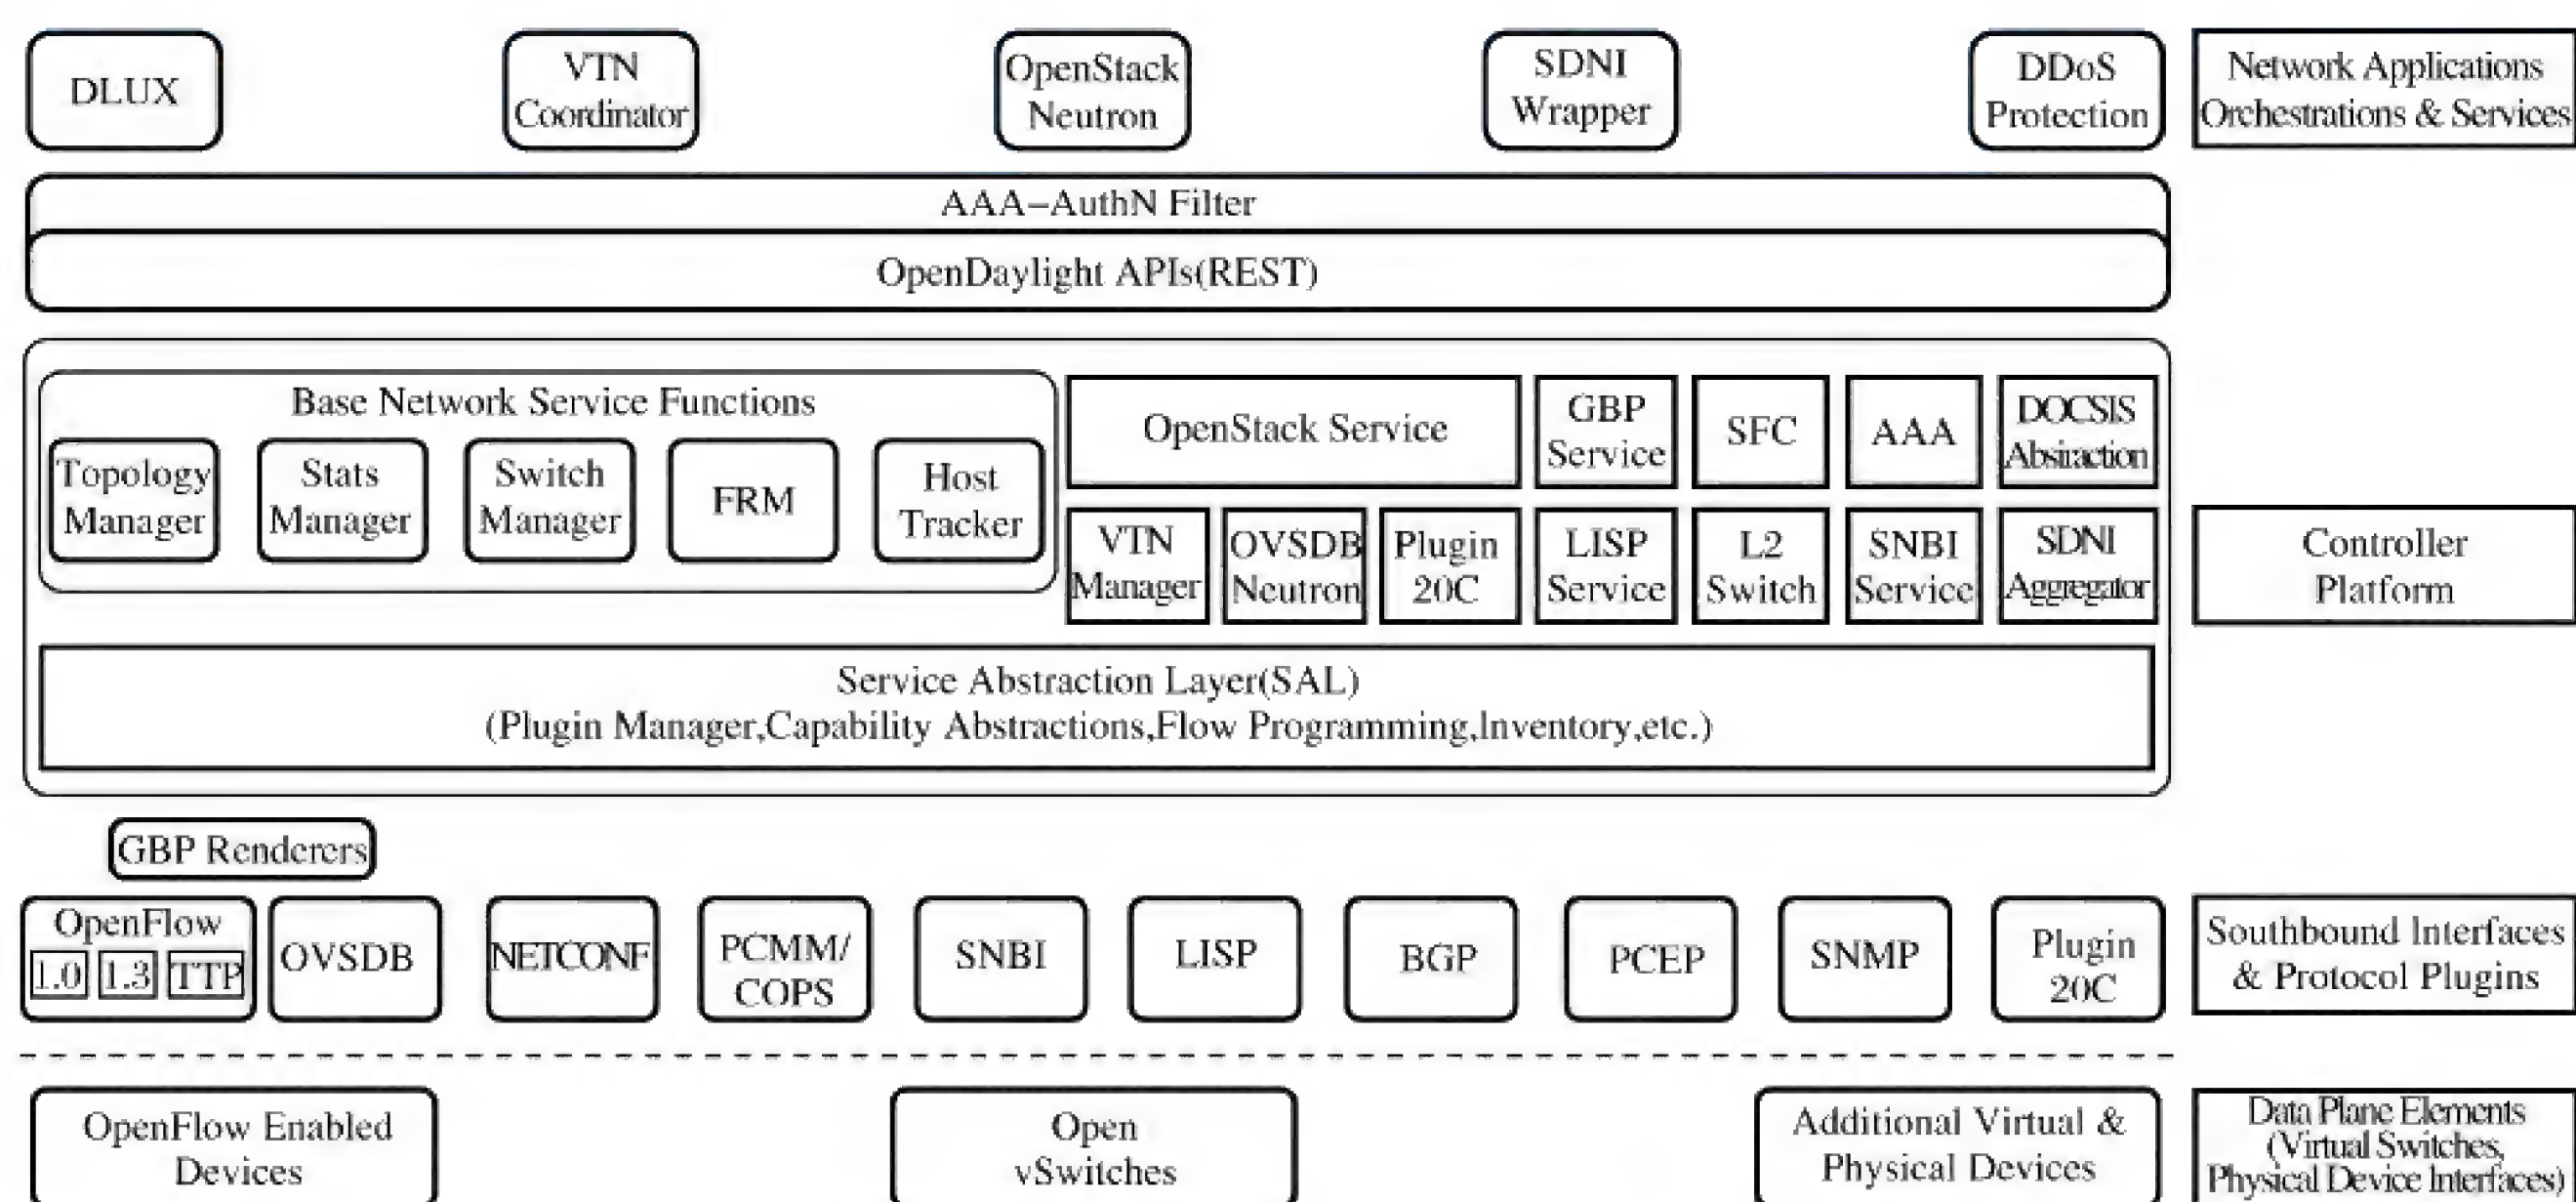 DLUX
VTN
Coordinator
OpenStack
Neutron
SDNI
Wrapper
DDoS
Protection
Network Applications
Orchestrations & Services
AAA–AuthN Filter
OpenDaylight APIs(REST)
Base Network Service Functions
Topology
Manager
Stats
Manager
Switch
Manager
FRM
Host
Tracker
OpenStack Service
GBP
Service
SFC
AAA
DOCSIS
Absiraction
VTN
Manager
OVSDB
Neutron
Plugin
20C
LISP
Service
L2
Switch
SNBI
Service
SDNI
Aggregator
Controller
Platform
Service Abstraction Layer(SAL)
(Plugin Manager,Capability Abstractions,Flow Programming,Inventory,etc.)
GBP Renderers
OpenFlow
1.0
1.3
TTP
OVSDB
NETCONF
PCMM/
COPS
SNBI
LISP
BGP
PCEP
SNMP
Plugin
20C
Southbound Interfaces
& Protocol Plugins
OpenFlow Enabled
Devices
Open
vSwitches
Additional Virtual &
Physical Devices
Data Plane Elements
(Virtual Switches,
Physical Device Interfaces)